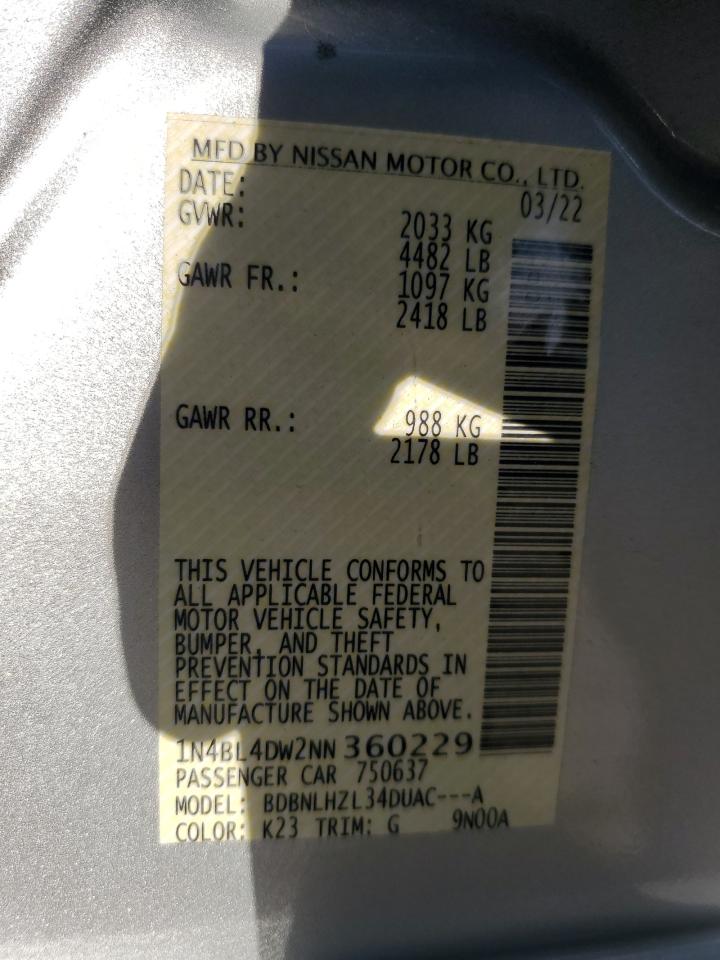 MFD BY NISSAN MOTOR CO., LTD.
DATE: 03/22
GVWR: 2033 KG
4482 LB
GAWR FR.: 1097 KG
2418 LB
GAWR RR.: 988 KG
2178 LB
THIS VEHICLE CONFORMS TO
ALL APPLICABLE FEDERAL
MOTOR VEHICLE SAFETY,
BUMPER, AND THEFT
PREVENTION STANDARDS IN
EFFECT ON THE DATE OF
MANUFACTURE SHOWN ABOVE.
1N4BL4DW2NN360229
PASSENGER CAR 750637
MODEL: BDBNLHZL34DUAC---A
COLOR: K23 TRIM: G 9N00A